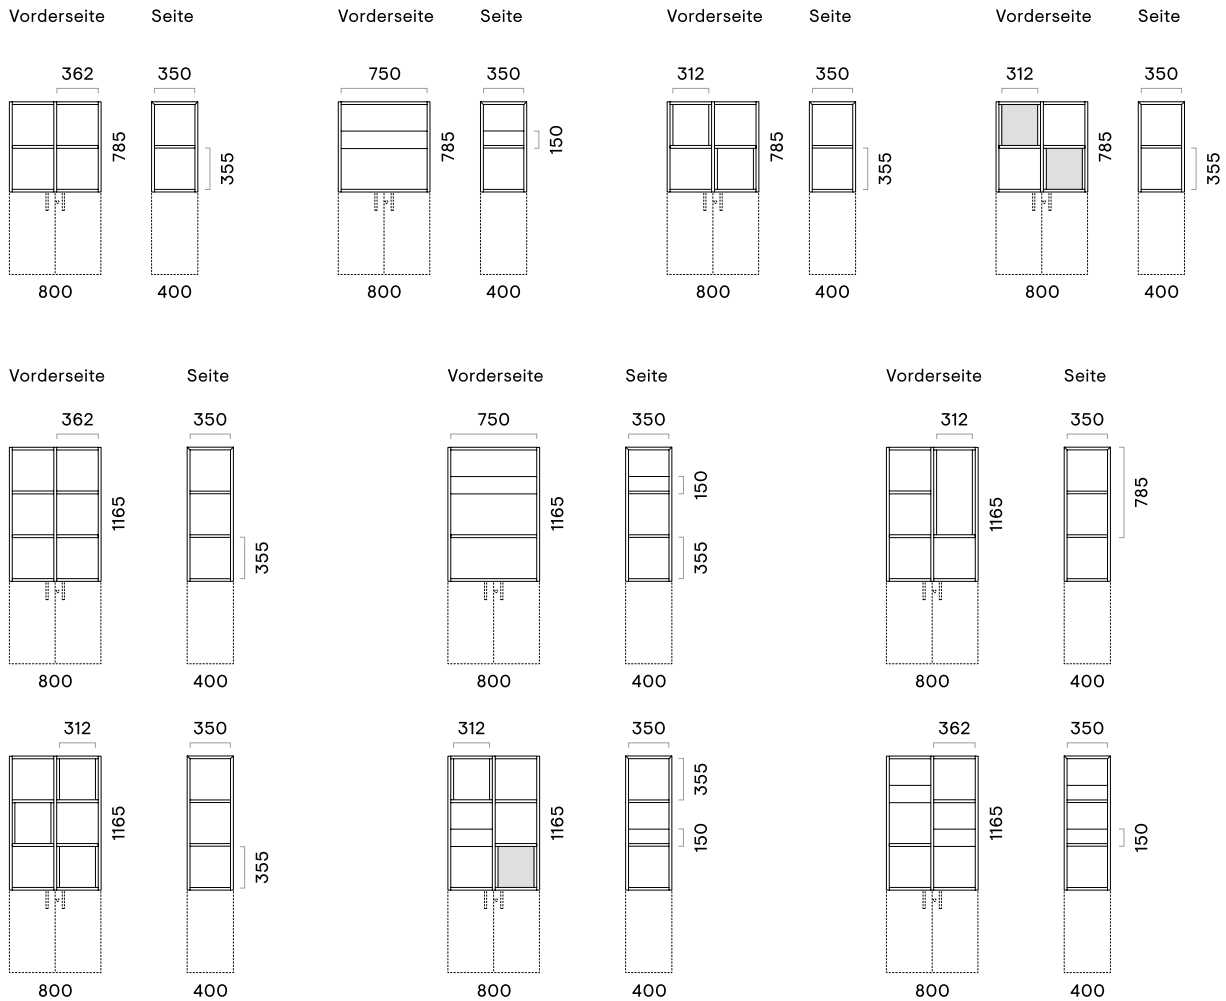 Vorderseite Seite Vorderseite Seite Vorderseite Seite Vorderseite Seite
362 350 750 350 312 350 312 350
785 355 785 150 785 355 785 355
800 400 800 400 800 400 800 400
Vorderseite Seite Vorderseite Seite Vorderseite Seite
362 350 750 350 312 350
1165 355 1165 150 355 1165 785
800 400 800 400 800 400
312 350 312 350 362 350
1165 355 1165 355 150 1165 150
800 400 800 400 800 400